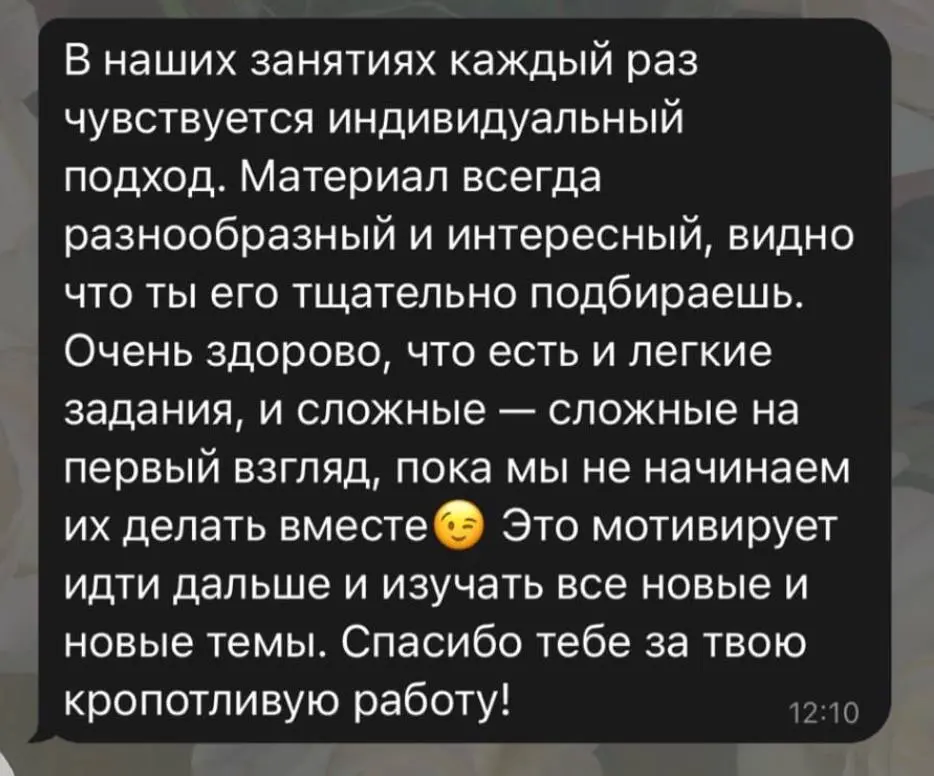 В наших занятиях каждый раз
чувствуется индивидуальный
подход. Материал всегда
разнообразный и интересный, видно
что ты его тщательно подбираешь.
Очень здорово, что есть и легкие
задания, и сложные — сложные на
первый взгляд, пока мы не начинаем
их делать вместе😉 Это мотивирует
идти дальше и изучать все новые и
новые темы. Спасибо тебе за твою
кропотливую работу!
12:10